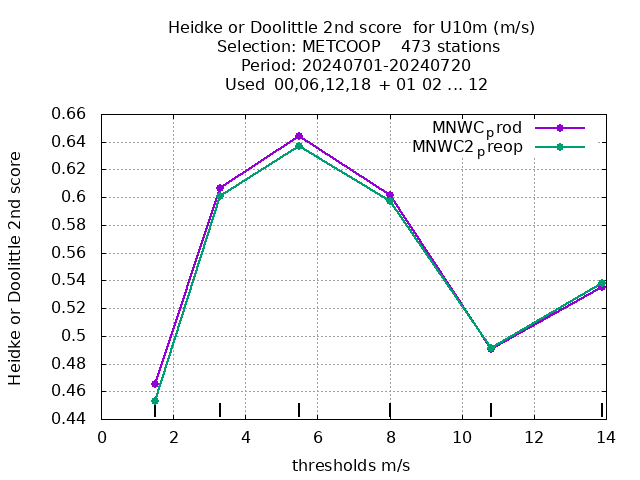 Heidke or Doolittle 2nd score  for U10m (m/s)
Selection: METCOOP    473 stations
Period: 20240701-20240720
Used  00,06,12,18 + 01 02 ... 12
MNWC_prod
MNWC2_preop
Heidke or Doolittle 2nd score
0.66
0.64
0.62
0.6
0.58
0.56
0.54
0.52
0.5
0.48
0.46
0.44
0 2 4 6 8 10 12 14
thresholds m/s